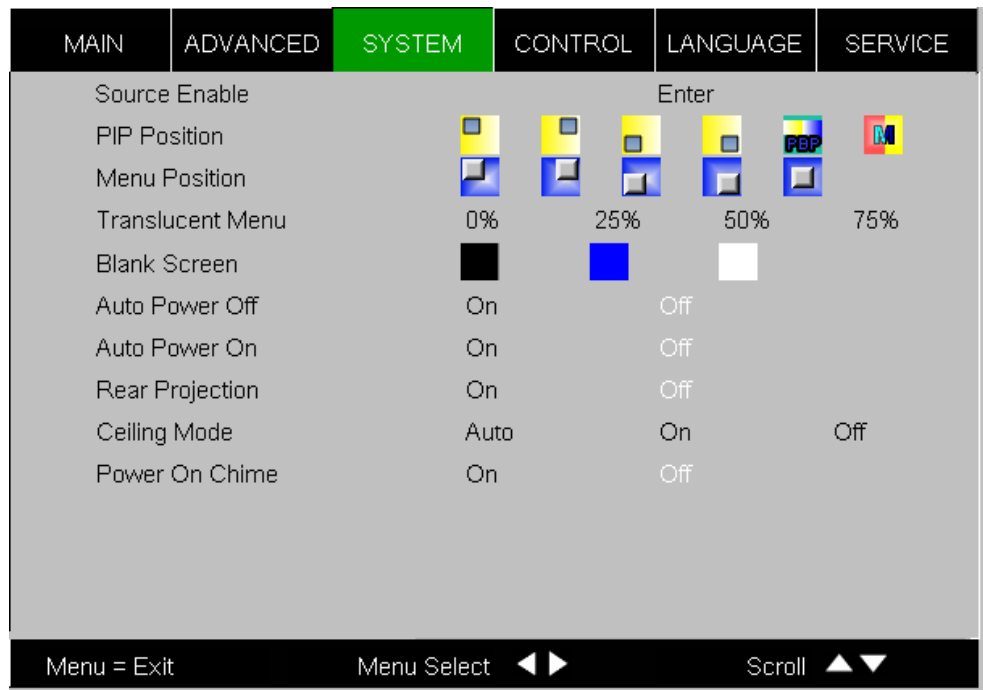 MAIN ADVANCED SYSTEM CONTROL LANGUAGE SERVICE
Source Enable Enter
PIP Position PBP M
Menu Position
Translucent Menu 0% 25% 50% 75%
Blank Screen
Auto Power Off On Off
Auto Power On On Off
Rear Projection On Off
Ceiling Mode Auto On Off
Power On Chime On Off
Menu = Exit Menu Select ◀▶ Scroll ▲▼